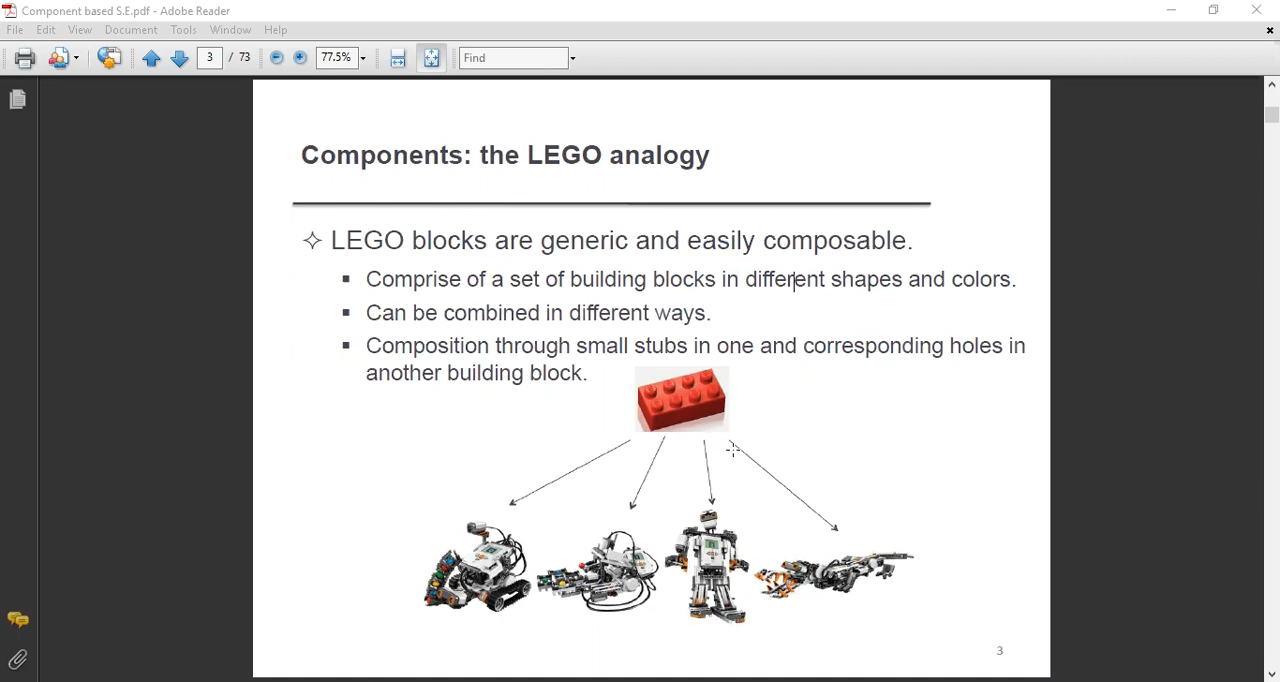 Component based S.E.pdf - Adobe Reader
File Edit View Document Tools Window Help
3 / 73 77.5% Find
Components: the LEGO analogy
LEGO blocks are generic and easily composable.
Comprise of a set of building blocks in different shapes and colors.
Can be combined in different ways.
Composition through small stubs in one and corresponding holes in
another building block.
3